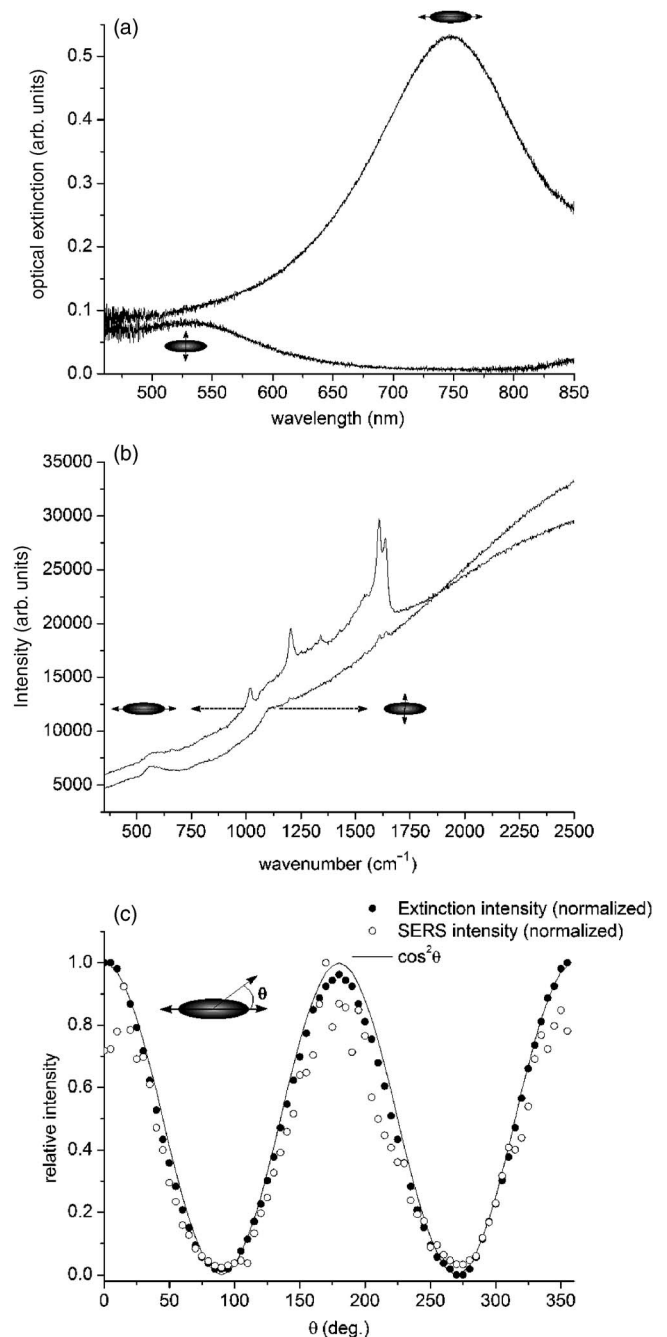 (a)
optical extinction (arb. units)
0.5
0.4
0.3
0.2
0.1
0.0
500 550 600 650 700 750 800 850
wavelength (nm)
(b)
Intensity (arb. units)
35000
30000
25000
20000
15000
10000
5000
500 750 1000 1250 1500 1750 2000 2250 2500
wavenumber (cm⁻¹)
(c)
Extinction intensity (normalized)
SERS intensity (normalized)
cos²θ
θ
relative intensity
1.0
0.8
0.6
0.4
0.2
0.0
0 50 100 150 200 250 300 350
θ (deg.)